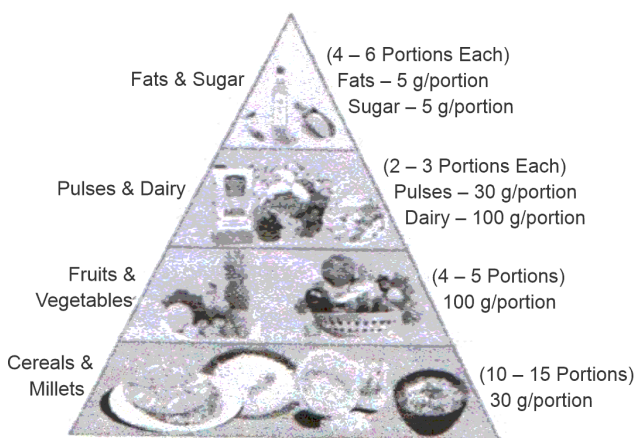 Fats & Sugar
(4 – 6 Portions Each)
Fats – 5 g/portion
Sugar – 5 g/portion
Pulses & Dairy
(2 – 3 Portions Each)
Pulses – 30 g/portion
Dairy – 100 g/portion
Fruits &
Vegetables
(4 – 5 Portions)
100 g/portion
Cereals &
Millets
(10 – 15 Portions)
30 g/portion